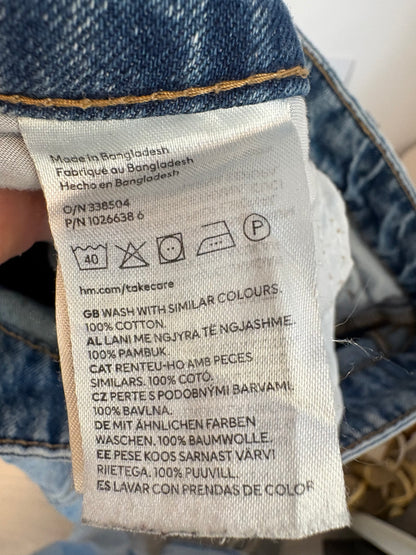 Made in Bangladesh
Fabriqué au Bangladesh
Hecho en Bangladesh
O/N 338504
P/N 1026638 6
40
P
hm.com/takecare
GB WASH WITH SIMILAR COLOURS.
100% COTTON.
AL LANI ME NGJYRA TË NGJASHME.
100% PAMBUK.
CAT RENTEU-HO AMB PECES
SIMILARS. 100% COTÓ.
CZ PERTE S PODOBNÝMI BARVAMI.
100% BAVLNA.
DE MIT ÄHNLICHEN FARBEN
WASCHEN. 100% BAUMWOLLE.
EE PESE KOOS SARNAST VÄRVI
RIIETEGA. 100% PUUVILL.
ES LAVAR CON PRENDAS DE COLOR